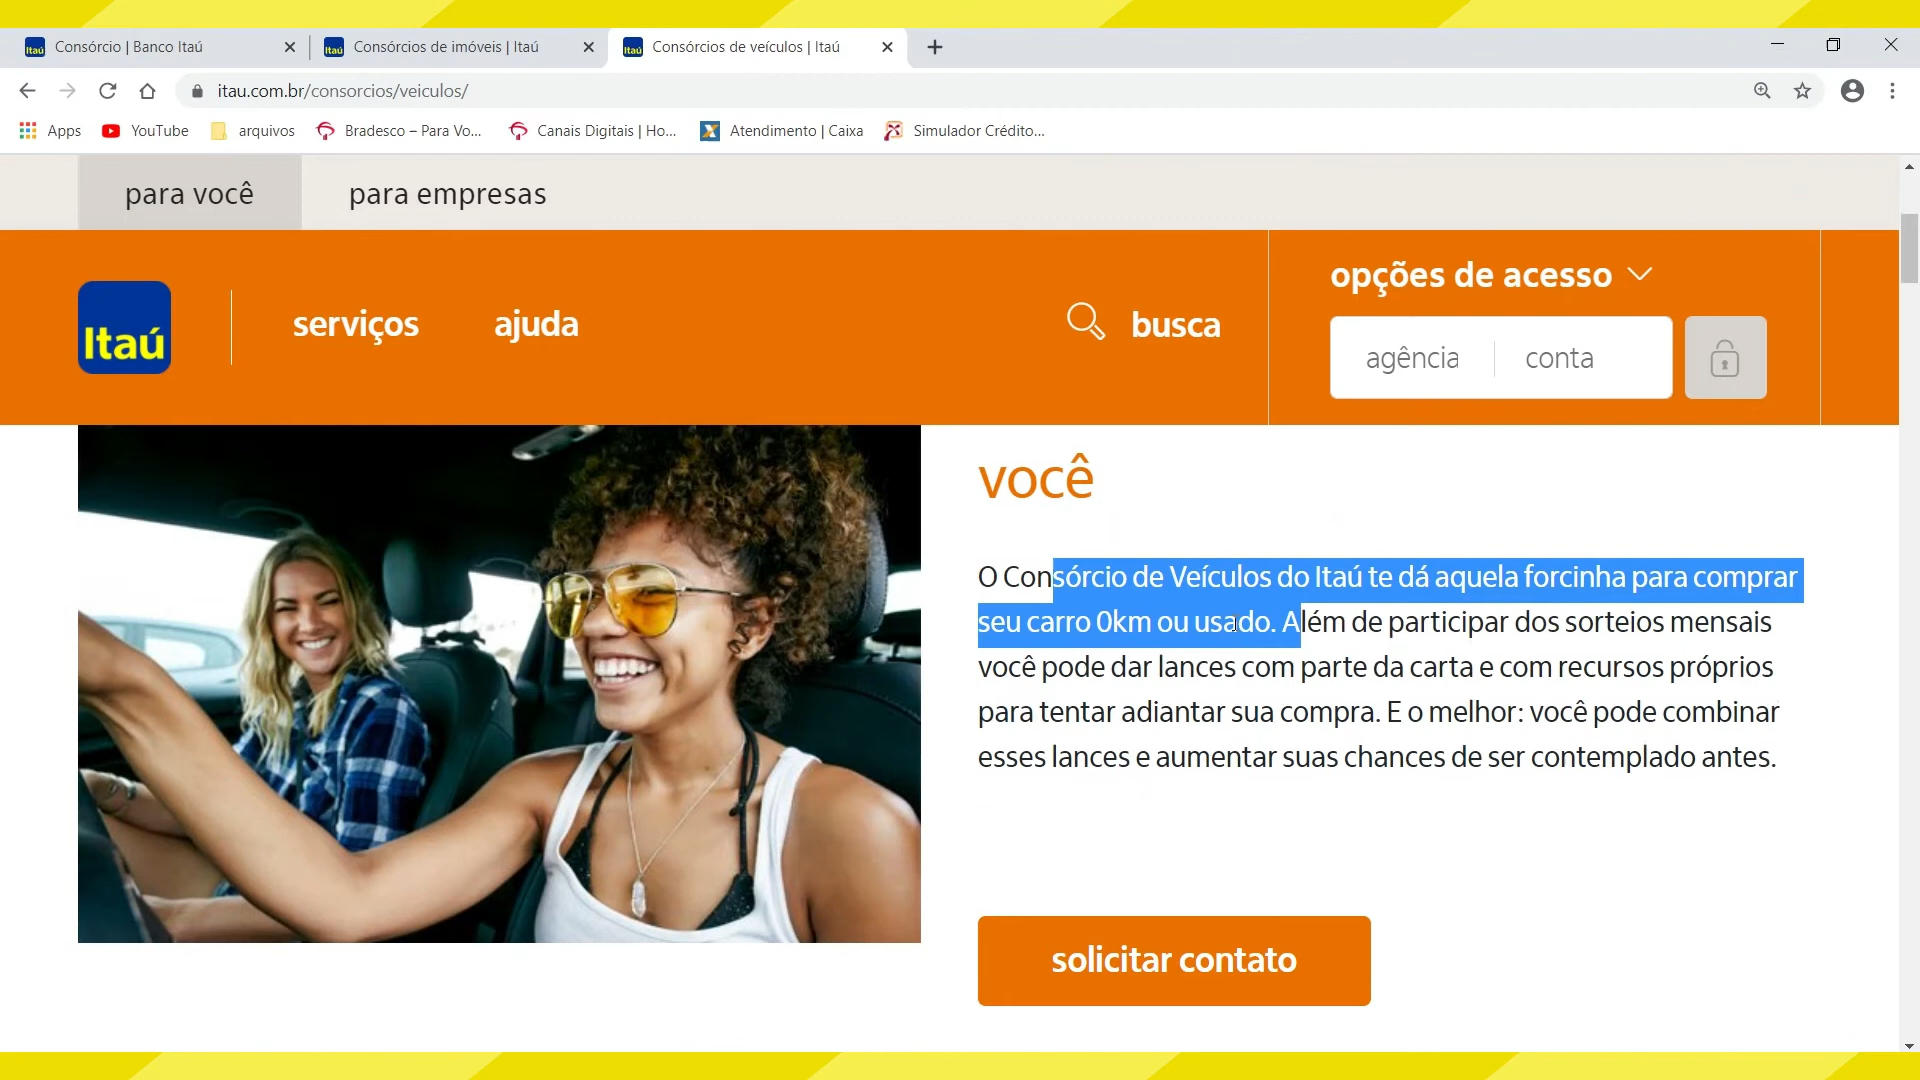 Consórcio | Banco Itaú
Consórcios de imóveis | Itaú
Consórcios de veículos | Itaú
itau.com.br/consorcios/veiculos/
Apps
YouTube
arquivos
Bradesco – Para Vo...
Canais Digitais | Ho...
Atendimento | Caixa
Simulador Crédito...
para você
para empresas
Itaú
serviços
ajuda
busca
opções de acesso
agência
conta
você
O Consórcio de Veículos do Itaú te dá aquela forcinha para comprar
seu carro 0km ou usado. Além de participar dos sorteios mensais
você pode dar lances com parte da carta e com recursos próprios
para tentar adiantar sua compra. E o melhor: você pode combinar
esses lances e aumentar suas chances de ser contemplado antes.
solicitar contato